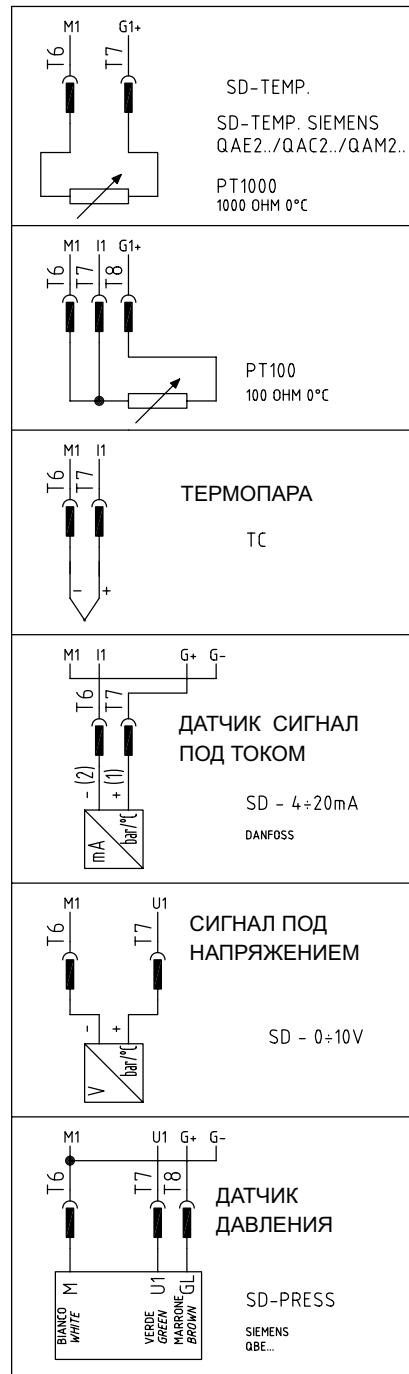 M1 G1+
T6 T7
SD-TEMP.
SD-TEMP. SIEMENS
QAE2../QAC2../QAM2..
PT1000
1000 OHM 0°C
M1 I1 G1+
T6 T7 T8
PT100
100 OHM 0°C
M1 I1
T6 T7
ТЕРМОПАРА
TC
- +
M1 I1 G+ G-
T6 T7
ДАТЧИК СИГНАЛ
ПОД ТОКОМ
- (2) + (1)
mA bar/°C
SD - 4÷20mA
DANFOSS
M1 U1
T6 T7
СИГНАЛ ПОД
НАПРЯЖЕНИЕМ
- +
V bar/°C
SD - 0÷10V
M1 U1 G+ G-
T6 T7 T8
ДАТЧИК
ДАВЛЕНИЯ
M U1 GL
BIANCO VERDE MARRONE
WHITE GREEN BROWN
SD-PRESS
SIEMENS
QBE...